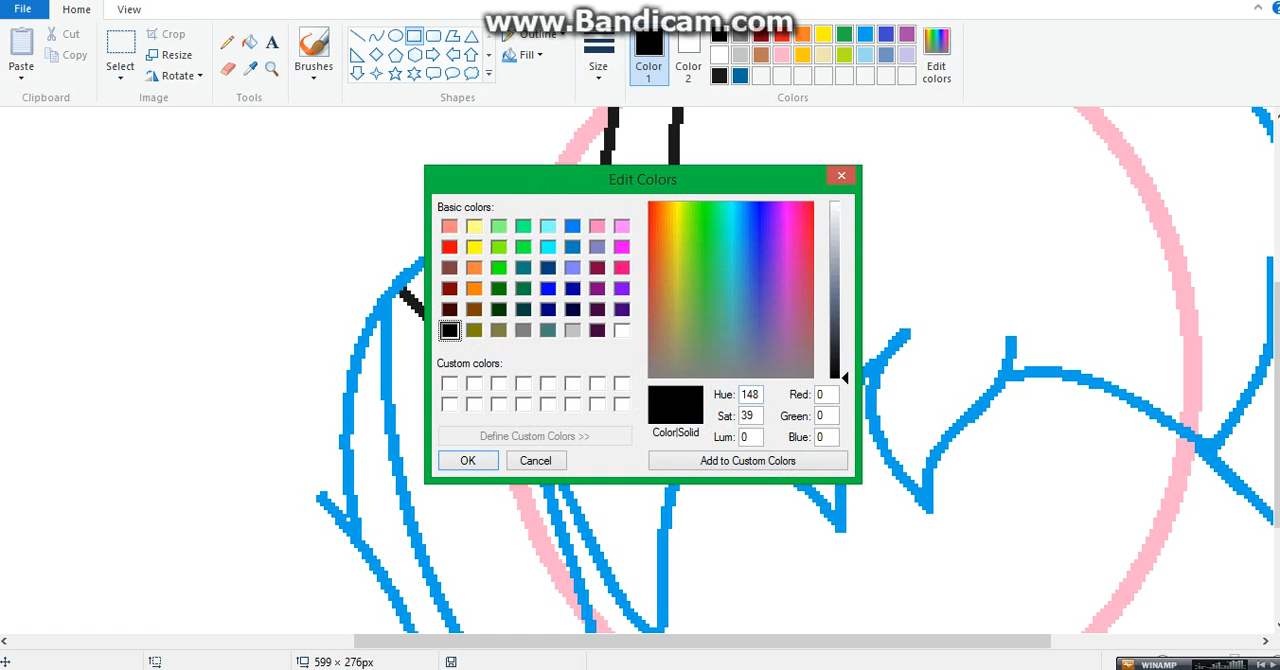 www.Bandicam.com
File
Home
View
Paste
Cut
Copy
Clipboard
Select
Crop
Resize
Rotate
Image
Tools
Brushes
Outline
Fill
Shapes
Size
Color 1
Color 2
Edit colors
Colors
Edit Colors
Basic colors:
Custom colors:
Define Custom Colors >>
OK
Cancel
Color|Solid
Hue: 148
Sat: 39
Lum: 0
Red: 0
Green: 0
Blue: 0
Add to Custom Colors
599 × 276px
WINAMP